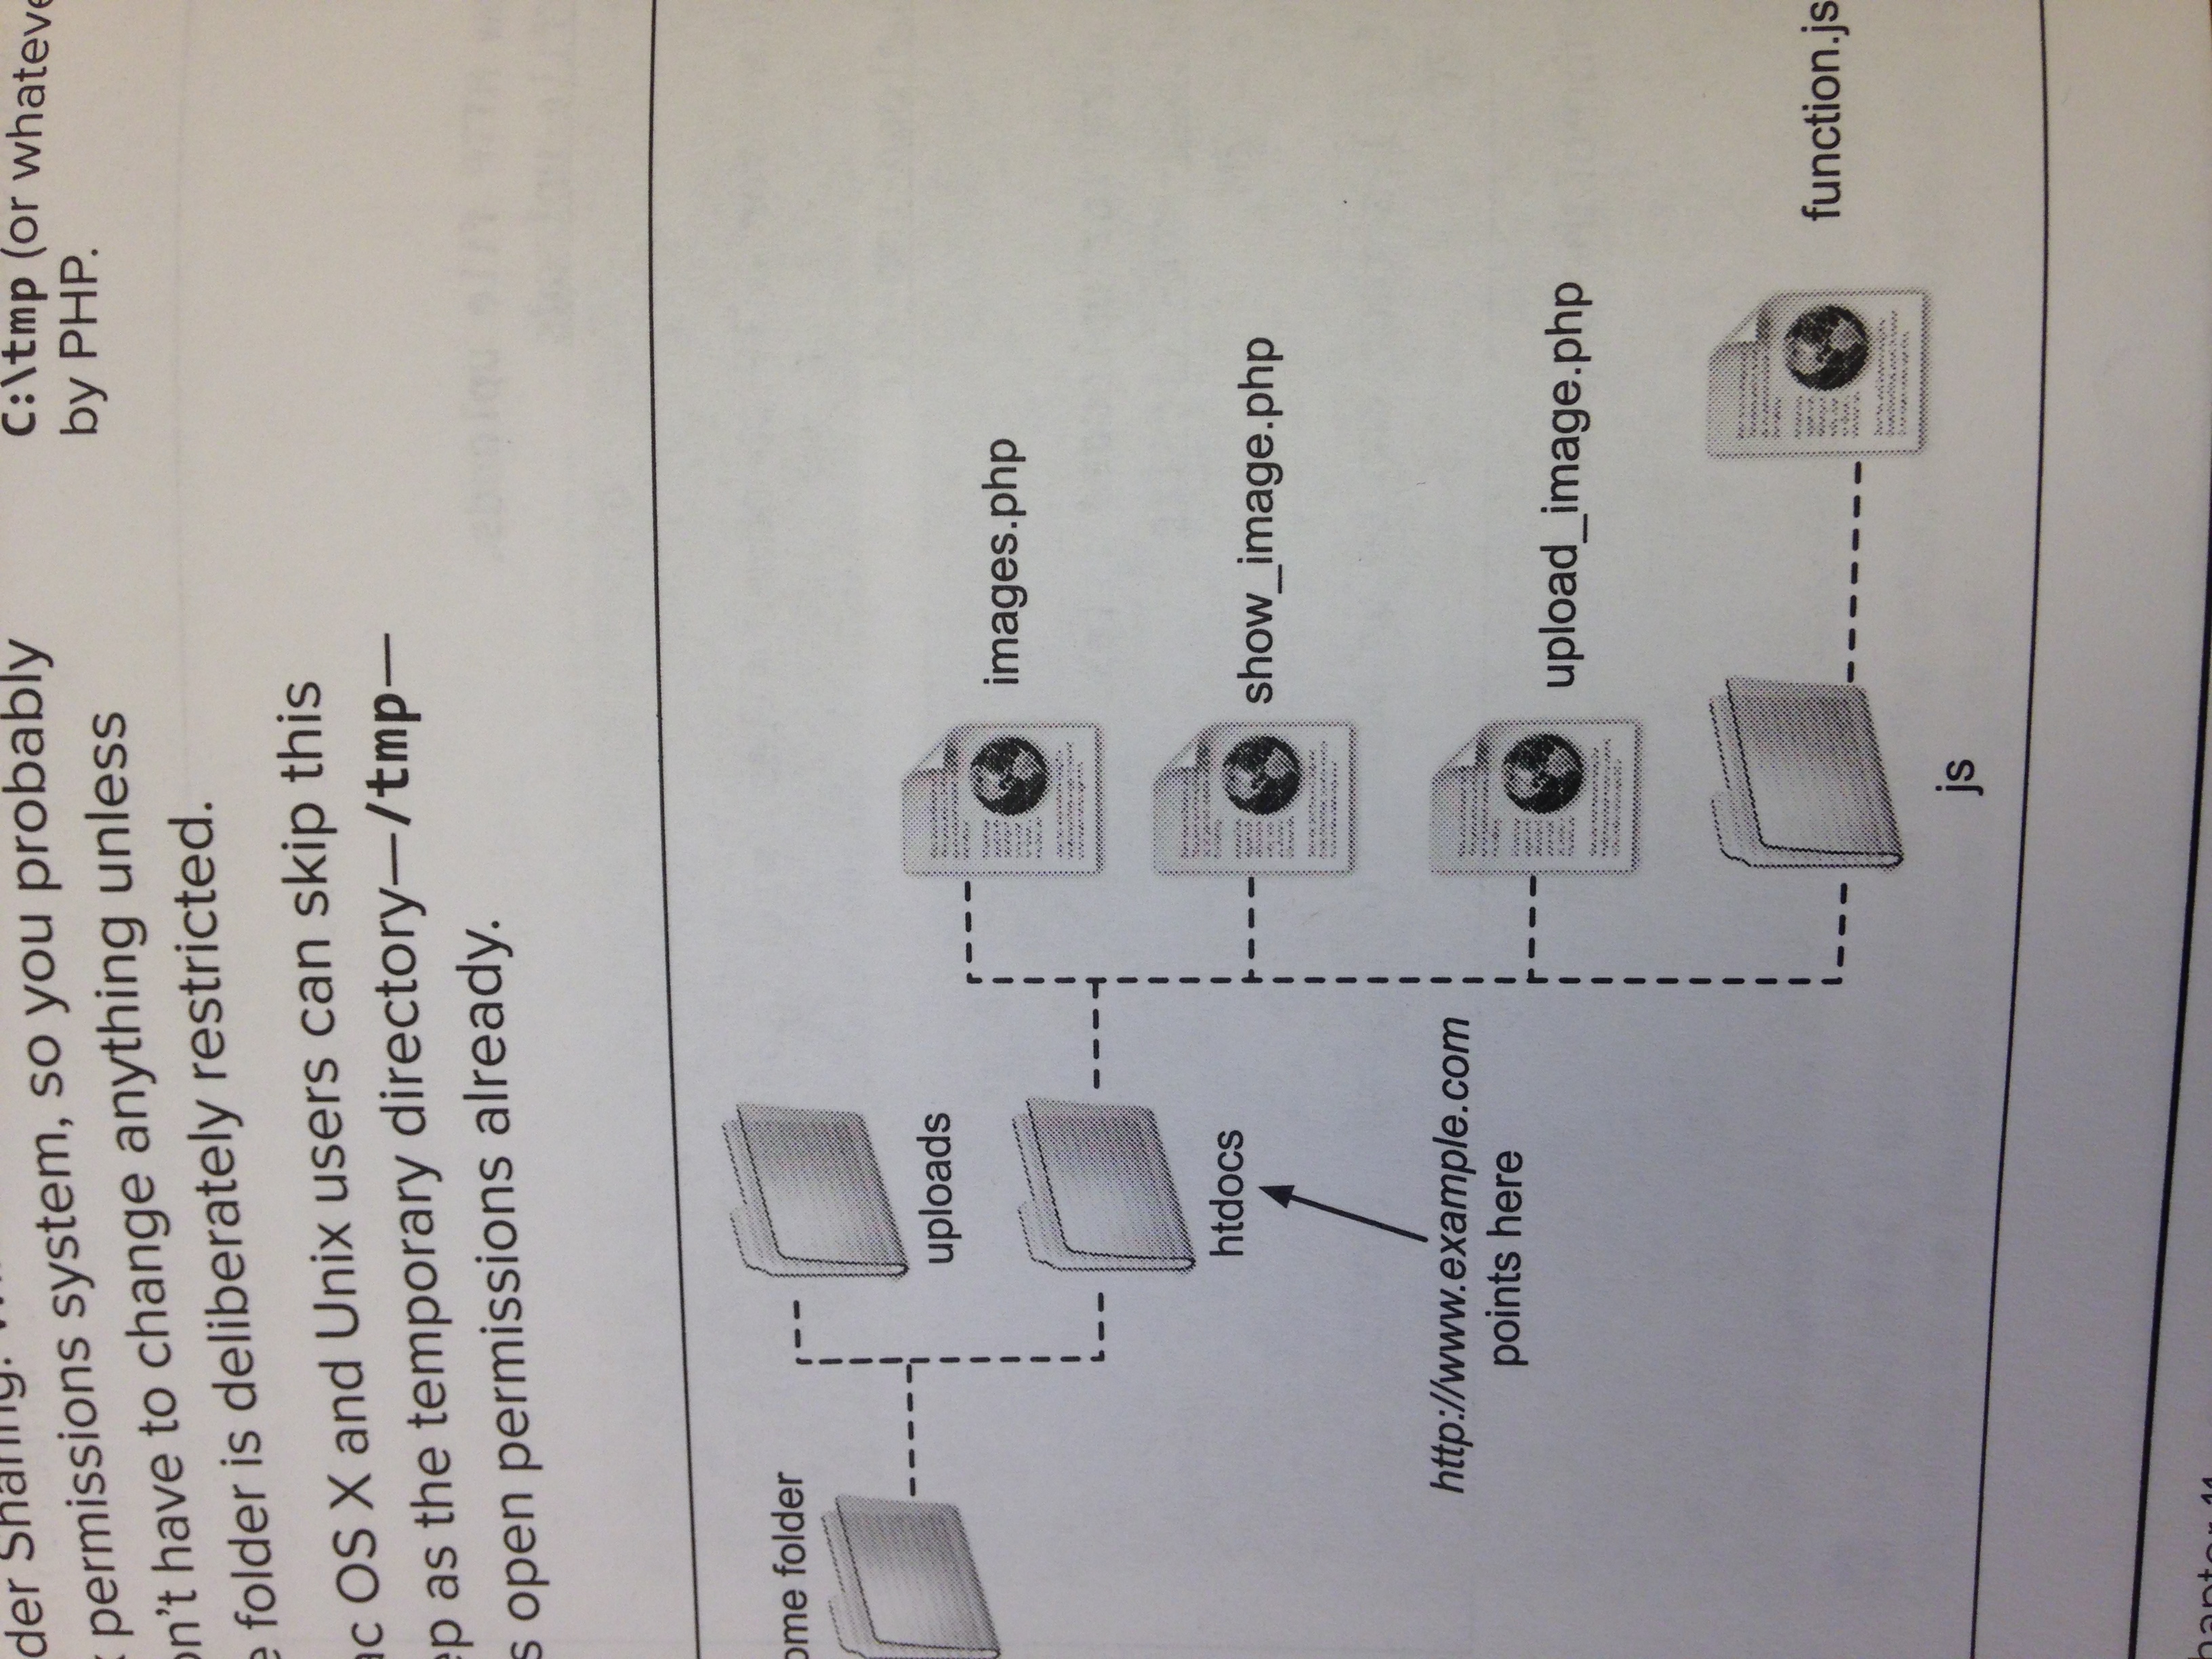 der Sharing.
permissions system, so you probably
on't have to change anything unless
e folder is deliberately restricted.
ac OS X and Unix users can skip this
ep as the temporary directory—/tmp—
s open permissions already.
C:\tmp (or whateve
by PHP.
ome folder
uploads
images.php
htdocs
show_image.php
http://www.example.com
points here
upload_image.php
function.js
js
hapter 11